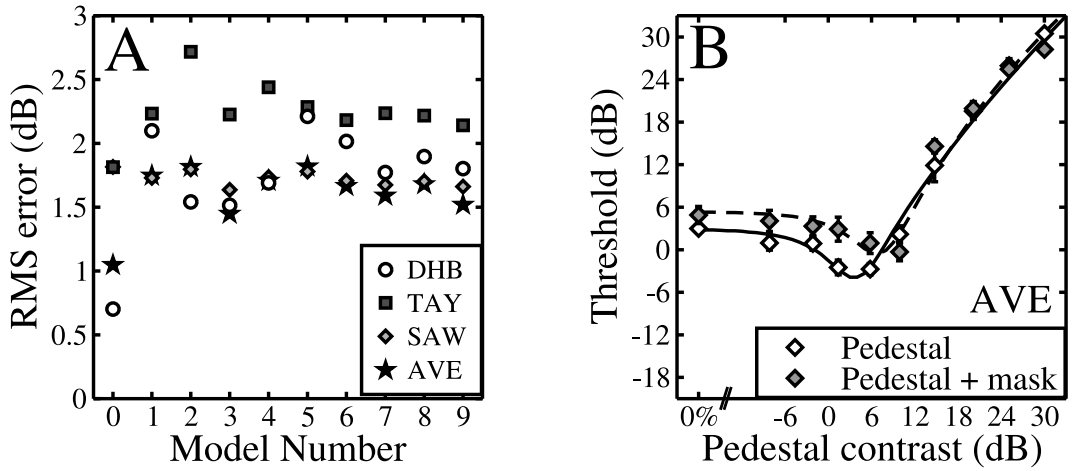 A
RMS error (dB)
3
2.5
2
1.5
1
0.5
0
0 1 2 3 4 5 6 7 8 9
Model Number
DHB
TAY
SAW
AVE
B
Threshold (dB)
30
24
18
12
6
0
-6
-12
-18
0% -6 0 6 12 18 24 30
Pedestal contrast (dB)
AVE
Pedestal
Pedestal + mask